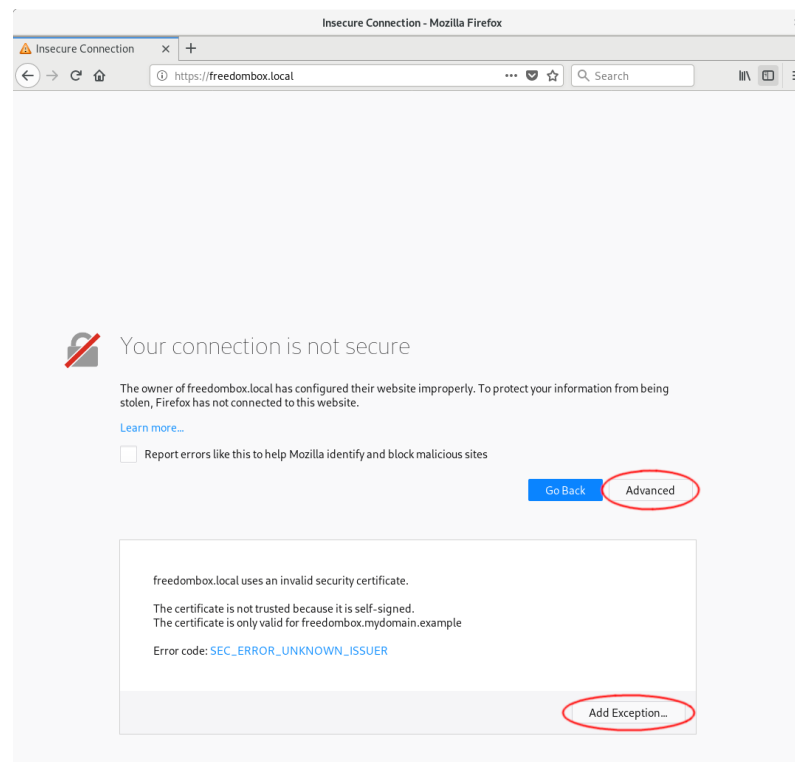 Insecure Connection - Mozilla Firefox
Insecure Connection
https://freedombox.local
Search
Your connection is not secure
The owner of freedombox.local has configured their website improperly. To protect your information from being
stolen, Firefox has not connected to this website.
Learn more...
Report errors like this to help Mozilla identify and block malicious sites
Go Back
Advanced
freedombox.local uses an invalid security certificate.
The certificate is not trusted because it is self-signed.
The certificate is only valid for freedombox.mydomain.example
Error code: SEC_ERROR_UNKNOWN_ISSUER
Add Exception...